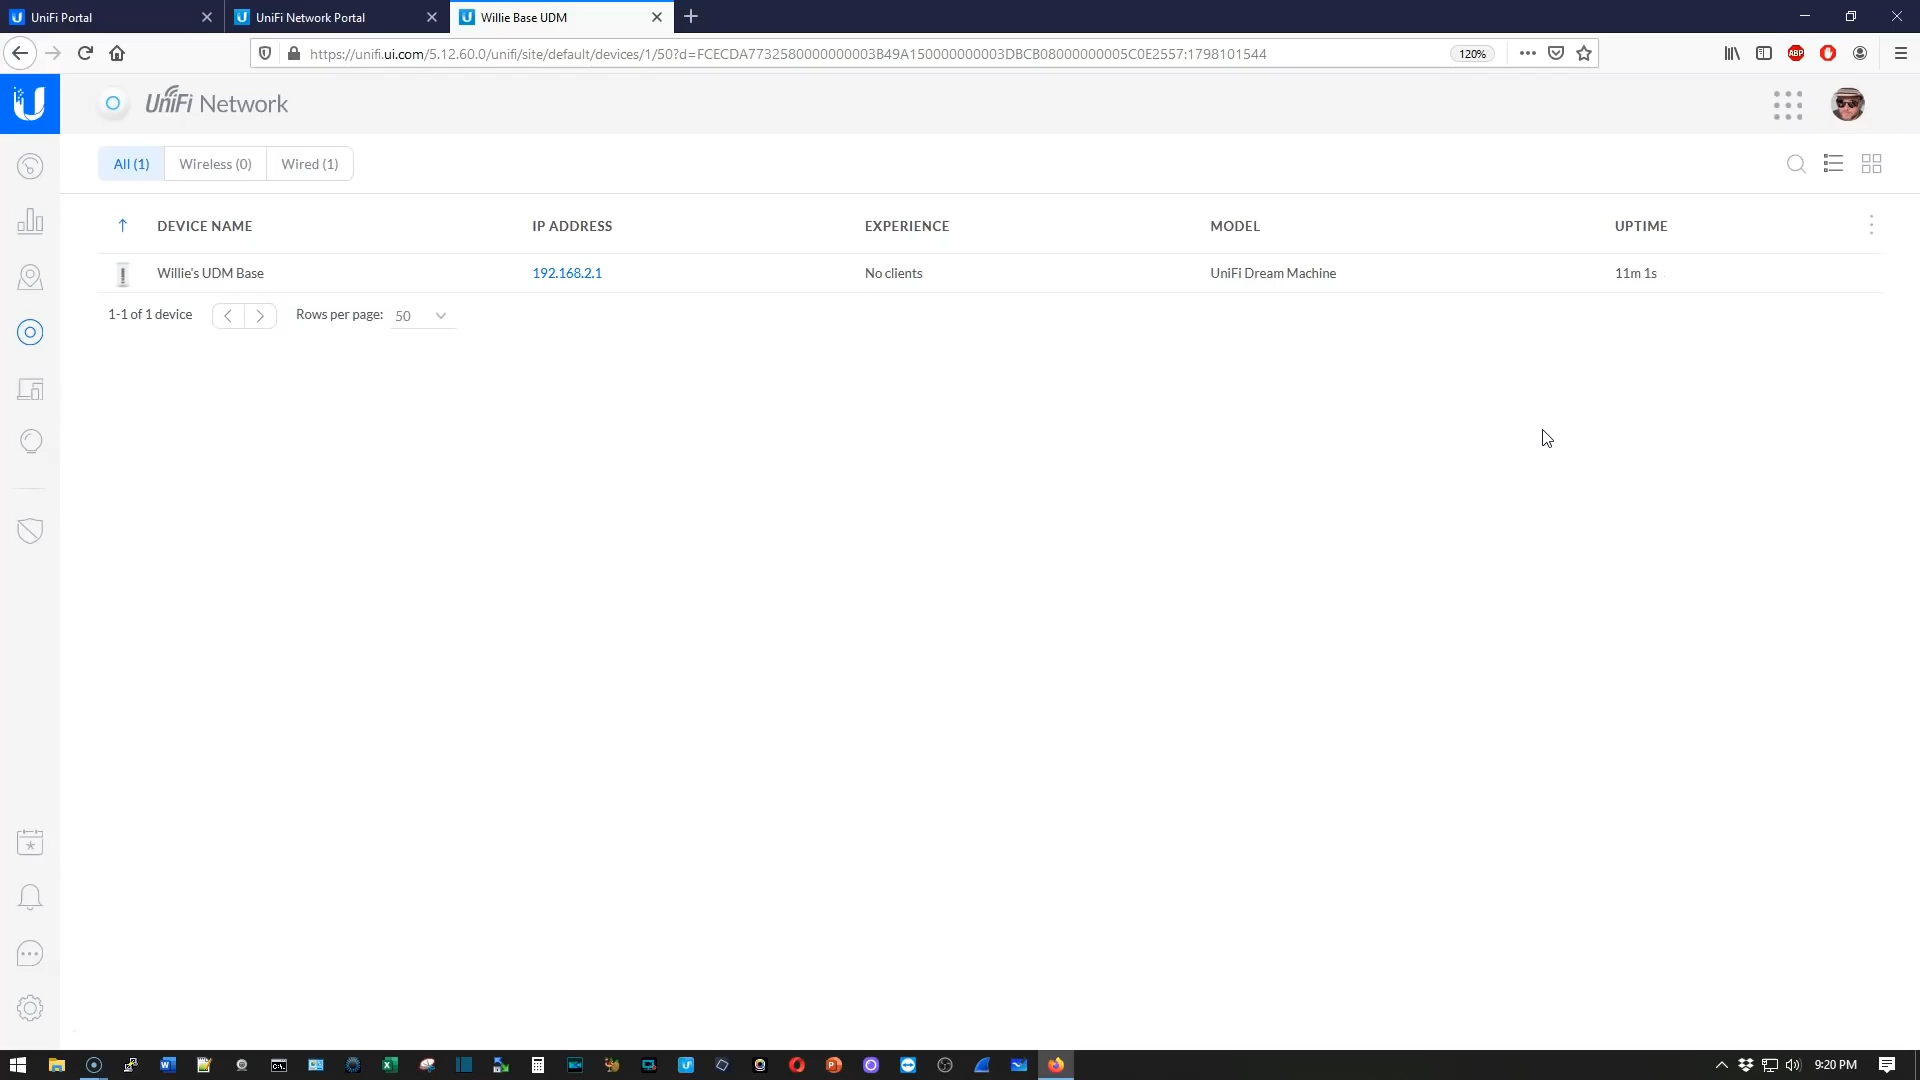 UniFi Portal
UniFi Network Portal
Willie Base UDM
https://unifi.ui.com/5.12.60.0/unifi/site/default/devices/1/50?d=FCECDA7732580000000003B49A150000000003DBCB08000000005C0E2557:1798101544
120%
ABP
UniFi Network
All (1)
Wireless (0)
Wired (1)
DEVICE NAME
IP ADDRESS
EXPERIENCE
MODEL
UPTIME
Willie's UDM Base
192.168.2.1
No clients
UniFi Dream Machine
11m 1s
1-1 of 1 device
Rows per page: 50
9:20 PM